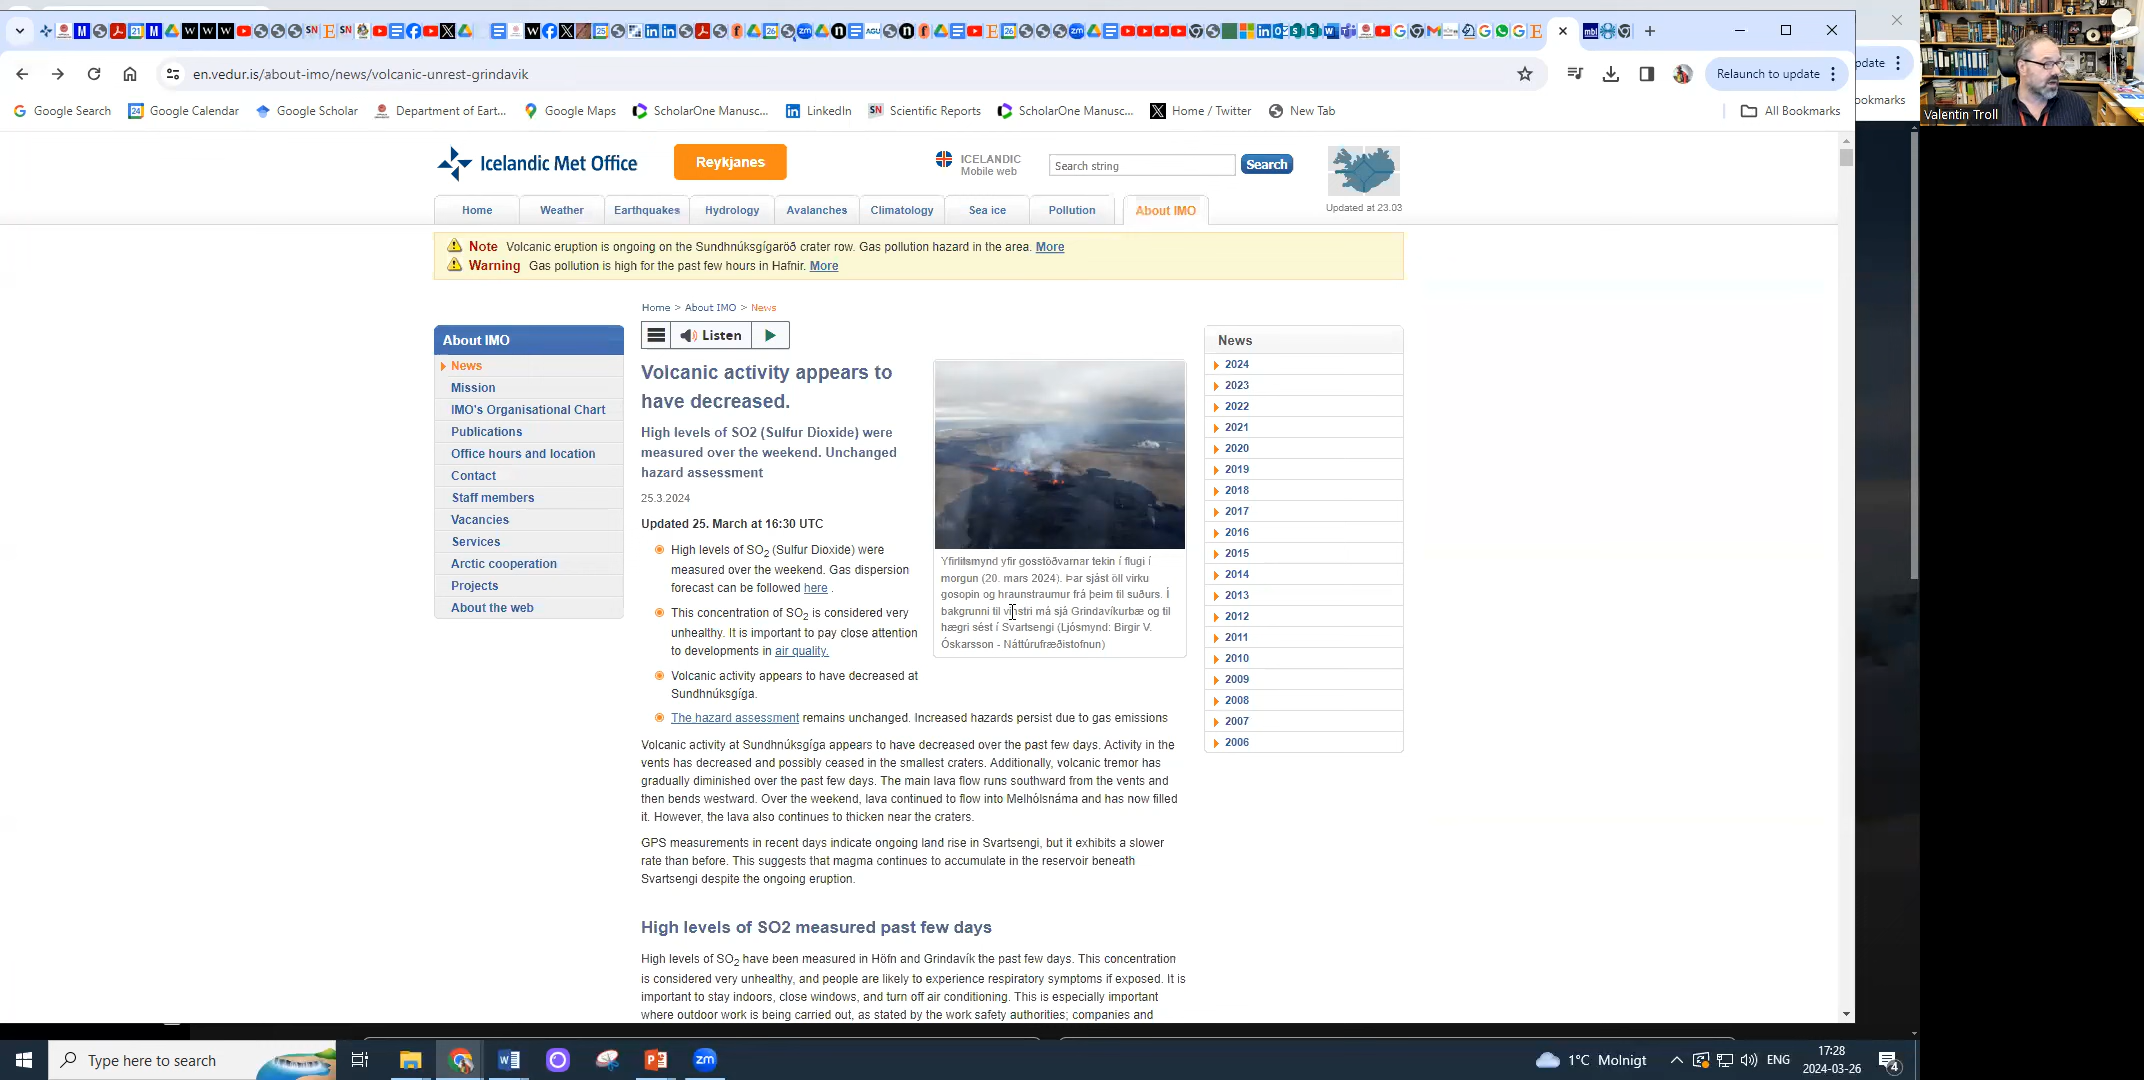 en.vedur.is/about-imo/news/volcanic-unrest-grindavik
Relaunch to update
pdate
Google Search
Google Calendar
Google Scholar
Department of Eart...
Google Maps
ScholarOne Manusc...
LinkedIn
Scientific Reports
ScholarOne Manusc...
Home / Twitter
New Tab
All Bookmarks
ookmarks
Valentin Troll
Icelandic Met Office
Reykjanes
ICELANDIC
Mobile web
Search string
Search
Updated at 23.03
Home
Weather
Earthquakes
Hydrology
Avalanches
Climatology
Sea ice
Pollution
About IMO
Note Volcanic eruption is ongoing on the Sundhnúksgígaröð crater row. Gas pollution hazard in the area. More
Warning Gas pollution is high for the past few hours in Hafnir. More
Home > About IMO > News
Listen
About IMO
News
Mission
IMO's Organisational Chart
Publications
Office hours and location
Contact
Staff members
Vacancies
Services
Arctic cooperation
Projects
About the web
Volcanic activity appears to
have decreased.
High levels of SO2 (Sulfur Dioxide) were
measured over the weekend. Unchanged
hazard assessment
25.3.2024
Updated 25. March at 16:30 UTC
High levels of SO2 (Sulfur Dioxide) were
measured over the weekend. Gas dispersion
forecast can be followed here .
This concentration of SO2 is considered very
unhealthy. It is important to pay close attention
to developments in air quality.
Volcanic activity appears to have decreased at
Sundhnúksgíga.
The hazard assessment remains unchanged. Increased hazards persist due to gas emissions
Yfirlitsmynd yfir gosstöðvarnar tekin í flugi í
morgun (20. mars 2024). Þar sjást öll virku
gosopin og hraunstraumur frá þeim til suðurs. Í
bakgrunni til vinstri má sjá Grindavíkurbæ og til
hægri sést í Svartsengi (Ljósmynd: Birgir V.
Óskarsson - Náttúrufræðistofnun)
Volcanic activity at Sundhnúksgíga appears to have decreased over the past few days. Activity in the
vents has decreased and possibly ceased in the smallest craters. Additionally, volcanic tremor has
gradually diminished over the past few days. The main lava flow runs southward from the vents and
then bends westward. Over the weekend, lava continued to flow into Melhólsnáma and has now filled
it. However, the lava also continues to thicken near the craters.
GPS measurements in recent days indicate ongoing land rise in Svartsengi, but it exhibits a slower
rate than before. This suggests that magma continues to accumulate in the reservoir beneath
Svartsengi despite the ongoing eruption.
High levels of SO2 measured past few days
High levels of SO2 have been measured in Höfn and Grindavík the past few days. This concentration
is considered very unhealthy, and people are likely to experience respiratory symptoms if exposed. It is
important to stay indoors, close windows, and turn off air conditioning. This is especially important
where outdoor work is being carried out, as stated by the work safety authorities; companies and
News
2024
2023
2022
2021
2020
2019
2018
2017
2016
2015
2014
2013
2012
2011
2010
2009
2008
2007
2006
Type here to search
1°C Molnigt
ENG
17:28
2024-03-26
4